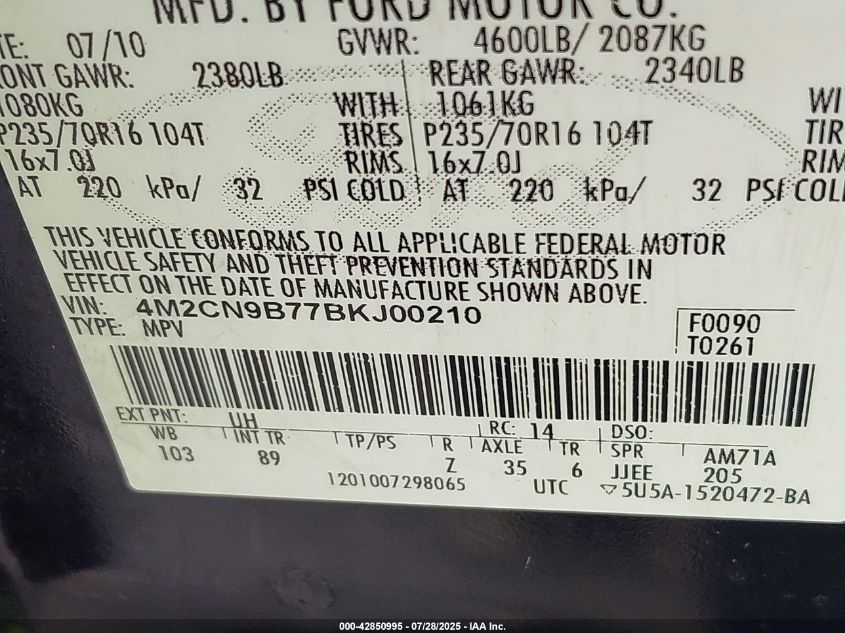 MFD. BY FORD MOTOR CO.
07/10 GVWR: 4600LB/ 2087KG
GAWR: 2380LB REAR GAWR: 2340LB
1080KG WITH 1061KG
P235/70R16 104T TIRES P235/70R16 104T
16x7.0J RIMS 16x7.0J
AT 220 kPa/ 32 PSI COLD AT 220 kPa/ 32 PSI COLD
THIS VEHICLE CONFORMS TO ALL APPLICABLE FEDERAL MOTOR
VEHICLE SAFETY AND THEFT PREVENTION STANDARDS IN
EFFECT ON THE DATE OF MANUFACTURE SHOWN ABOVE.
VIN: 4M2CN9B77BKJ00210
TYPE: MPV
F0090
T0261
EXT PNT: UH RC: 14 DSO:
WB INT TR TP/PS R AXLE TR SPR AM71A
103 89 Z 35 6 JJEE 205
1201007298065 UTC ▽5U5A-1520472-BA
000-42850995 / 07/28/2025 - IAA Inc.